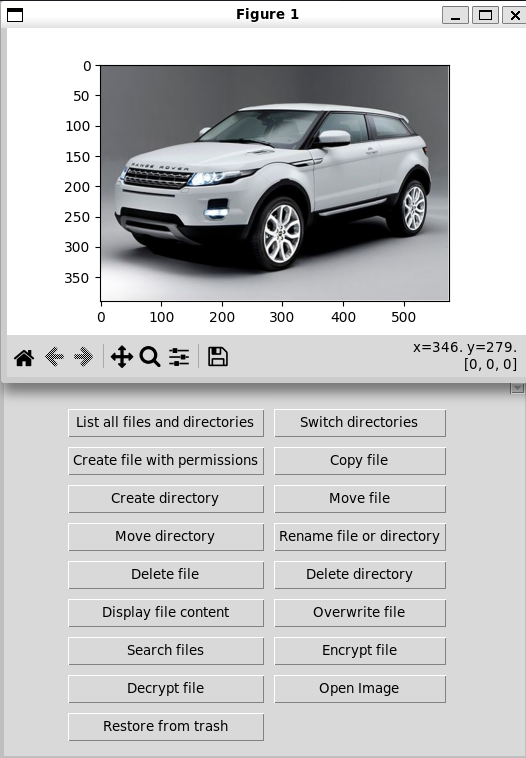 Figure 1
0
50
100
150
200
250
300
350
RANGE ROVER
0 100 200 300 400 500
x=346. y=279.
[0, 0, 0]
List all files and directories Switch directories
Create file with permissions Copy file
Create directory Move file
Move directory Rename file or directory
Delete file Delete directory
Display file content Overwrite file
Search files Encrypt file
Decrypt file Open Image
Restore from trash